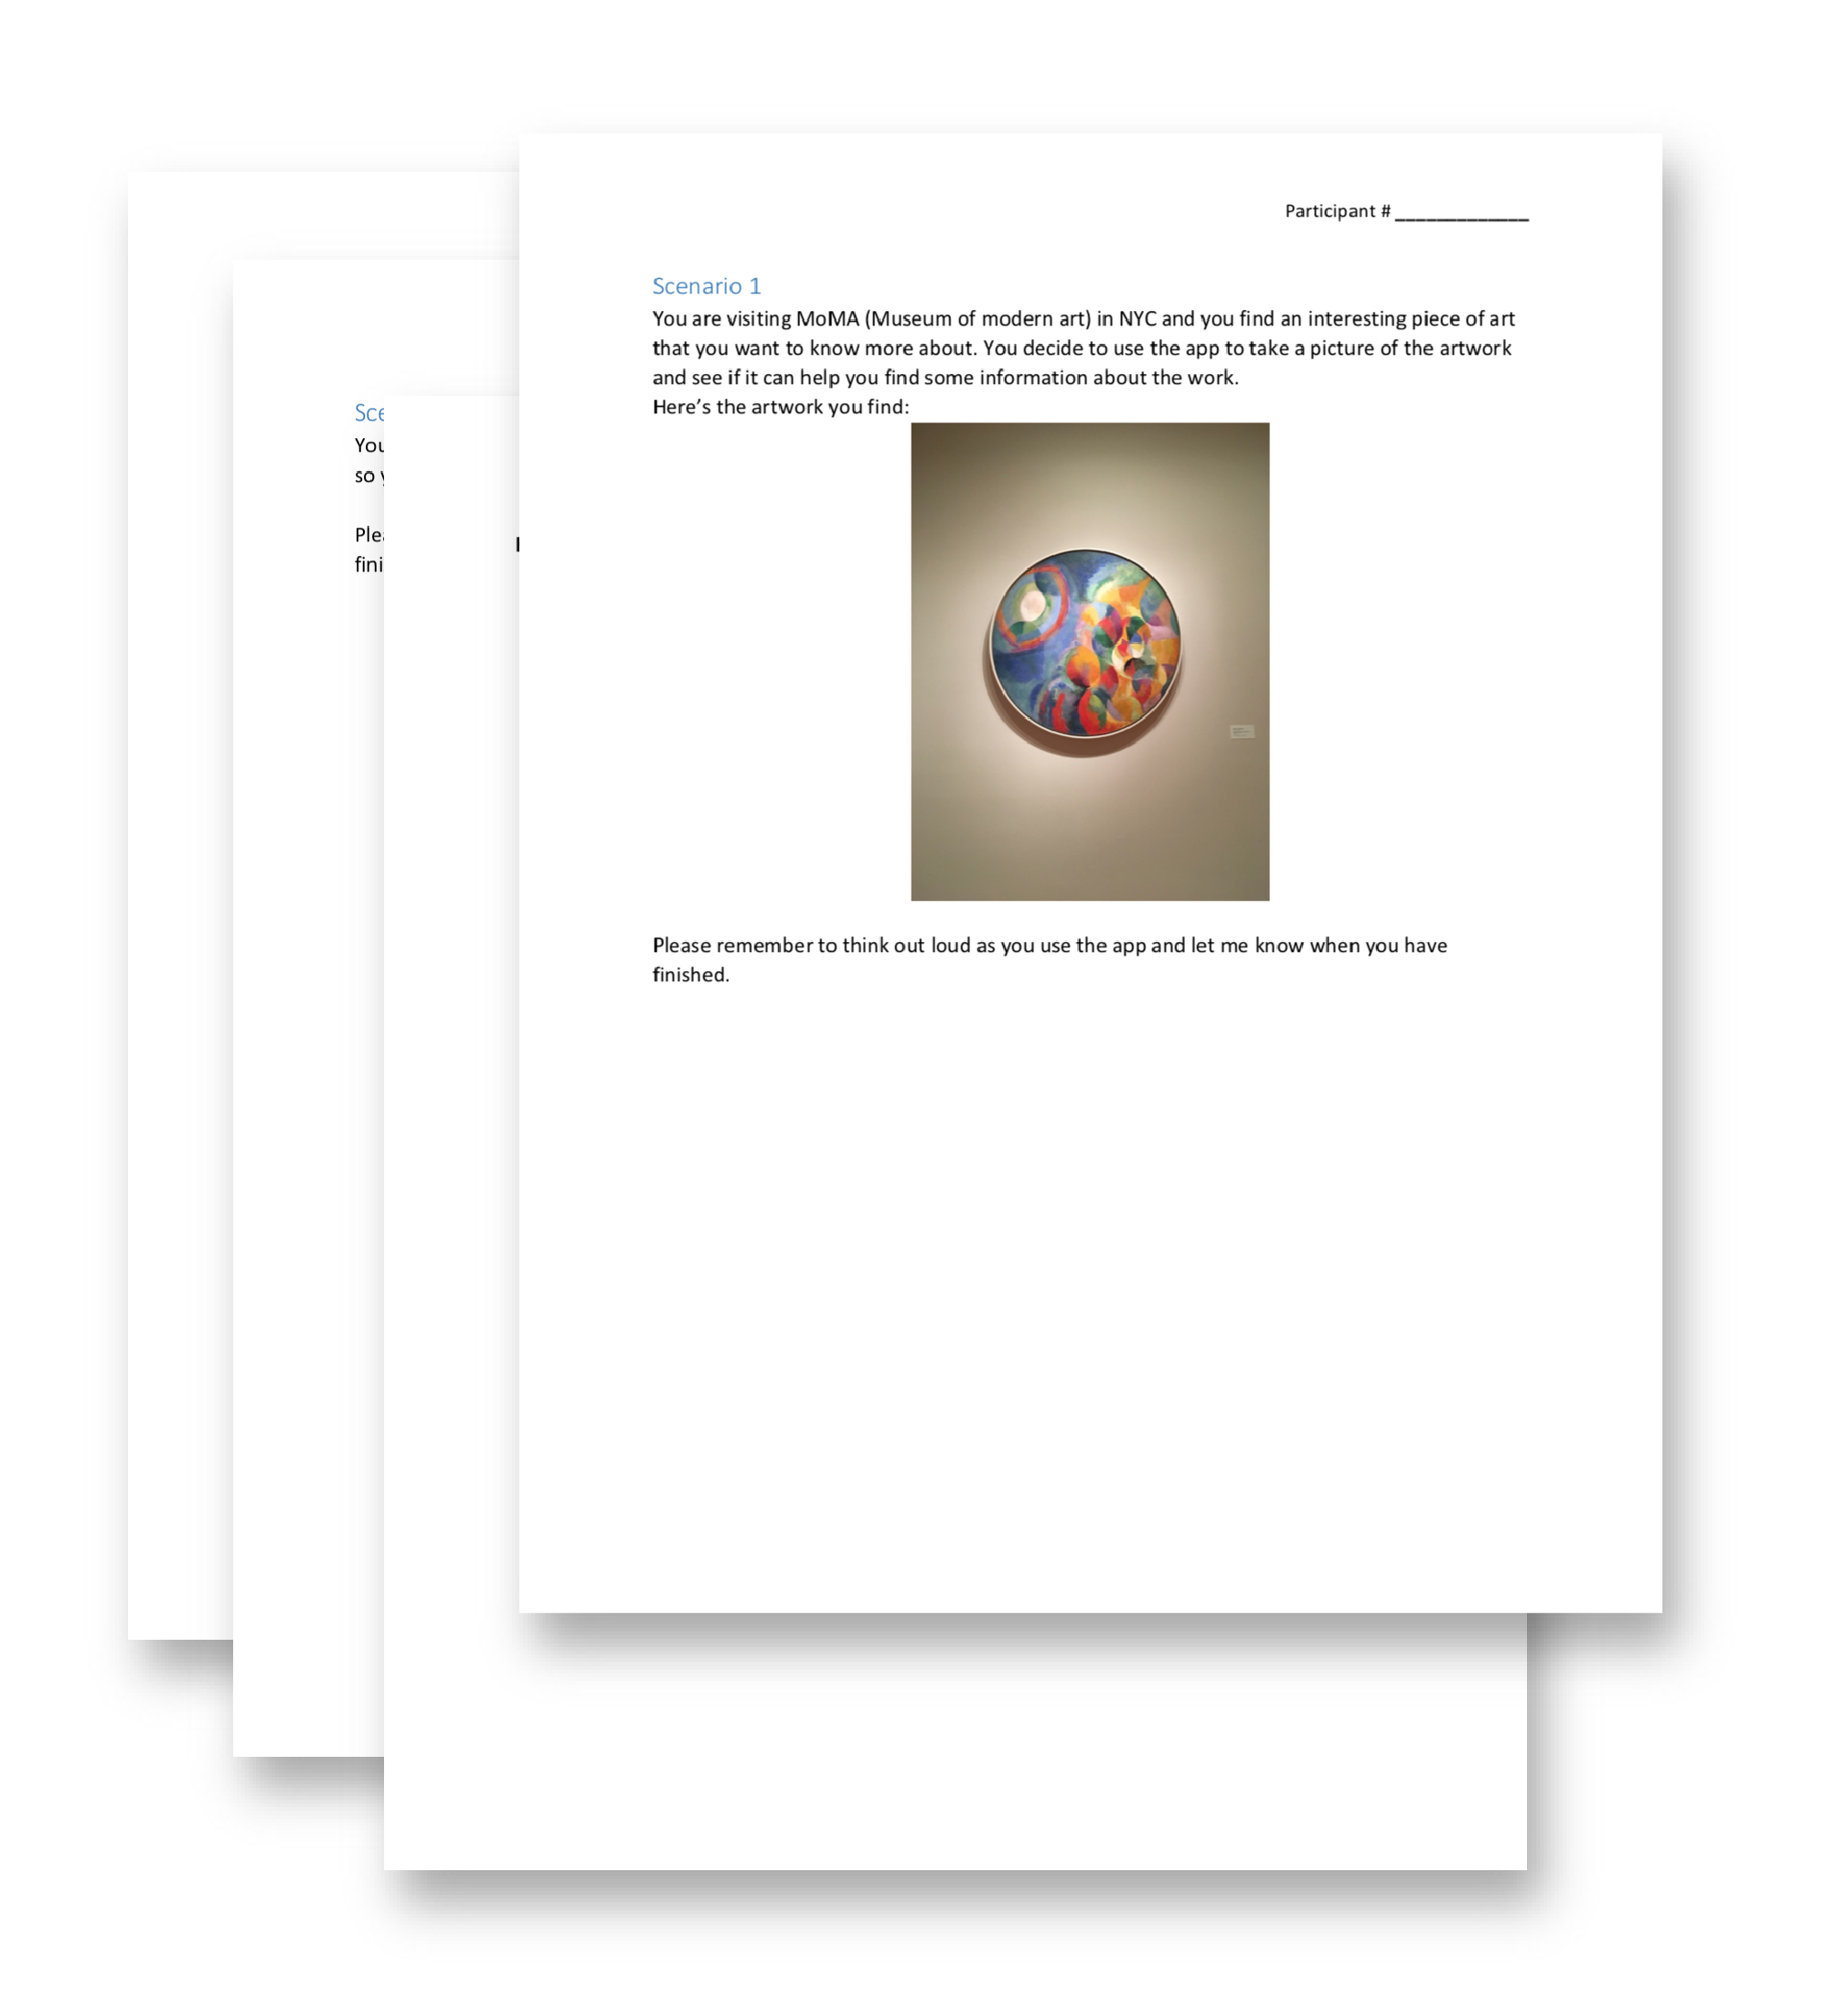 Participant # ____________
Scenario 1
You are visiting MoMA (Museum of modern art) in NYC and you find an interesting piece of art
that you want to know more about. You decide to use the app to take a picture of the artwork
and see if it can help you find some information about the work.
Here's the artwork you find:
Please remember to think out loud as you use the app and let me know when you have
finished.
Sce
You
so
Plea
fini